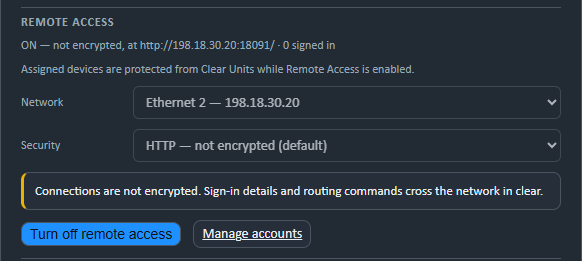 REMOTE ACCESS
ON — not encrypted, at http://198.18.30.20:18091/ · 0 signed in
Assigned devices are protected from Clear Units while Remote Access is enabled.
Network
Ethernet 2 — 198.18.30.20
Security
HTTP — not encrypted (default)
Connections are not encrypted. Sign-in details and routing commands cross the network in clear.
Turn off remote access
Manage accounts